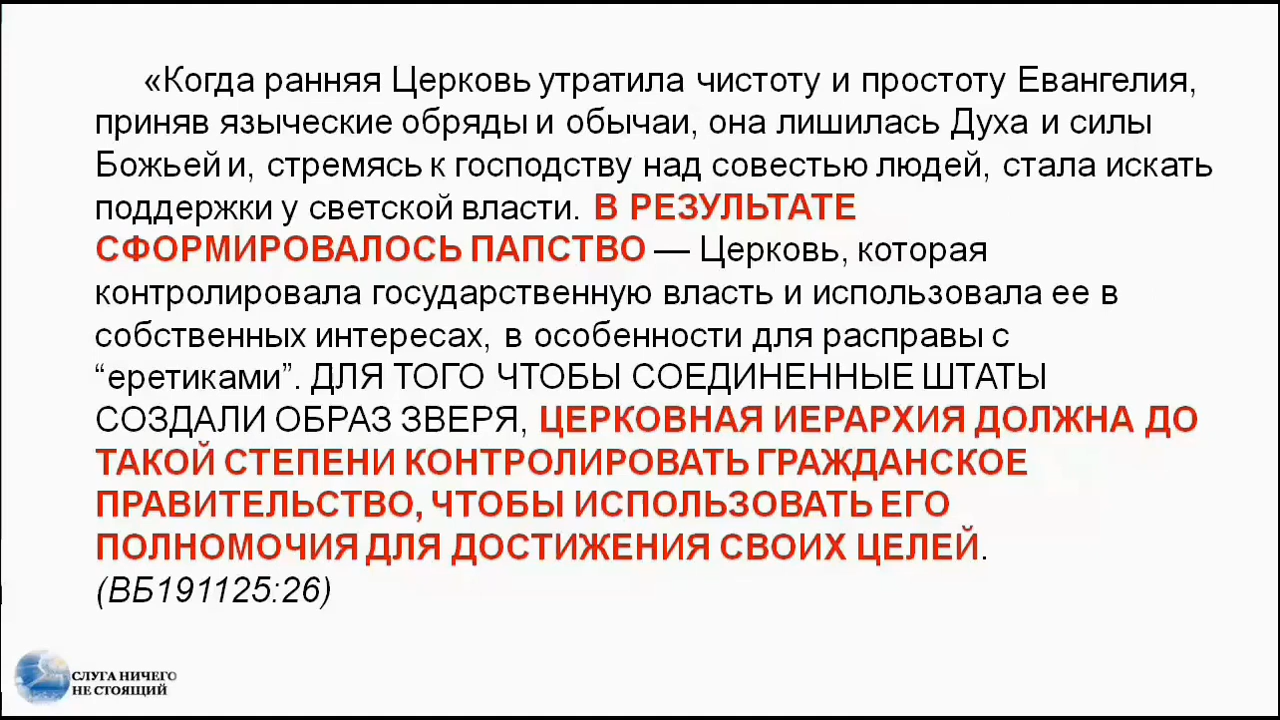 «Когда ранняя Церковь утратила чистоту и простоту Евангелия,
приняв языческие обряды и обычаи, она лишилась Духа и силы
Божьей и, стремясь к господству над совестью людей, стала искать
поддержки у светской власти. В РЕЗУЛЬТАТЕ
СФОРМИРОВАЛОСЬ ПАПСТВО — Церковь, которая
контролировала государственную власть и использовала ее в
собственных интересах, в особенности для расправы с
“еретиками”. ДЛЯ ТОГО ЧТОБЫ СОЕДИНЕННЫЕ ШТАТЫ
СОЗДАЛИ ОБРАЗ ЗВЕРЯ, ЦЕРКОВНАЯ ИЕРАРХИЯ ДОЛЖНА ДО
ТАКОЙ СТЕПЕНИ КОНТРОЛИРОВАТЬ ГРАЖДАНСКОЕ
ПРАВИТЕЛЬСТВО, ЧТОБЫ ИСПОЛЬЗОВАТЬ ЕГО
ПОЛНОМОЧИЯ ДЛЯ ДОСТИЖЕНИЯ СВОИХ ЦЕЛЕЙ.
(ВБ191125:26)
СЛУГА НИЧЕГО
НЕ СТОЯЩИЙ